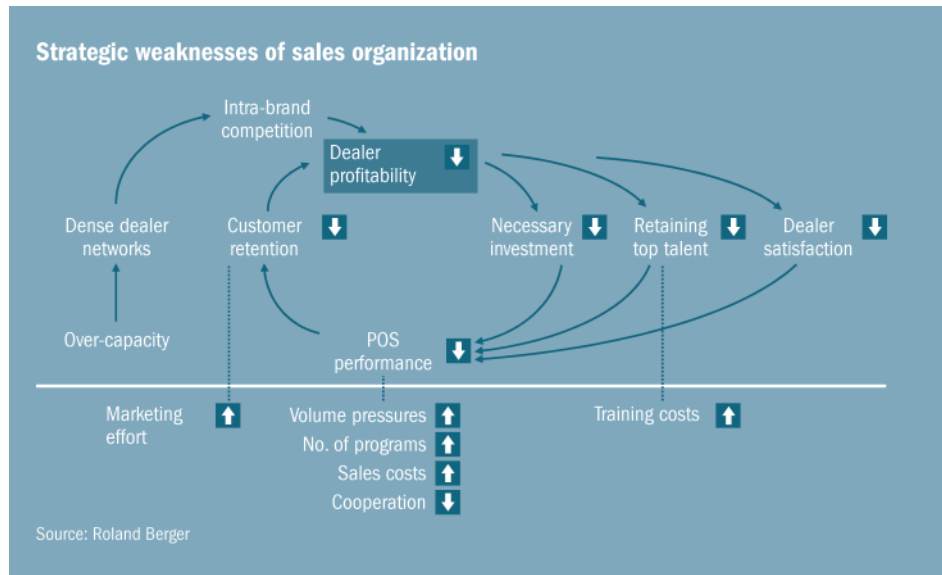 Strategic weaknesses of sales organization
Intra-brand
competition
Dealer
profitability
Dense dealer
networks
Customer
retention
Necessary
investment
Retaining
top talent
Dealer
satisfaction
Over-capacity
POS
performance
Marketing
effort
Volume pressures
No. of programs
Sales costs
Cooperation
Training costs
Source: Roland Berger